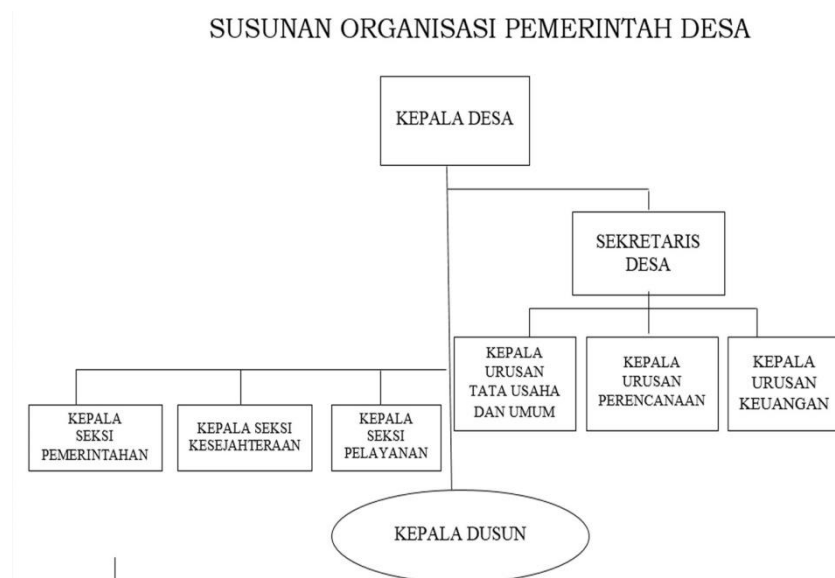 SUSUNAN ORGANISASI PEMERINTAH DESA
KEPALA DESA
SEKRETARIS
DESA
KEPALA
URUSAN
TATA USAHA
DAN UMUM
KEPALA
URUSAN
PERENCANAAN
KEPALA
URUSAN
KEUANGAN
KEPALA
SEKSI
PEMERINTAHAN
KEPALA SEKSI
KESEJAHTERAAN
KEPALA
SEKSI
PELAYANAN
KEPALA DUSUN